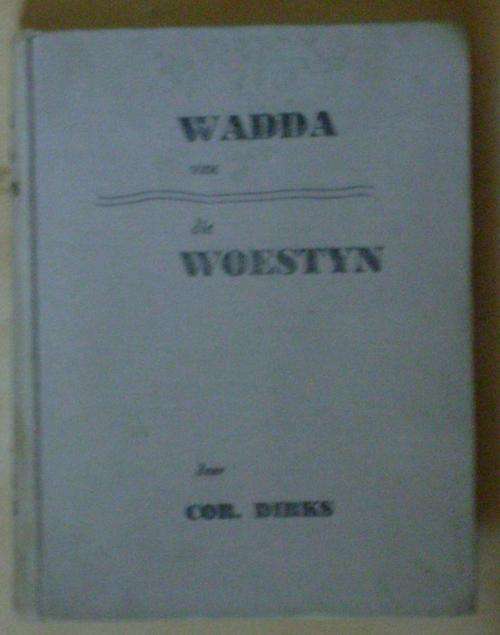 WADDA
van
die
WOESTYN
deur
COR. DIRKS